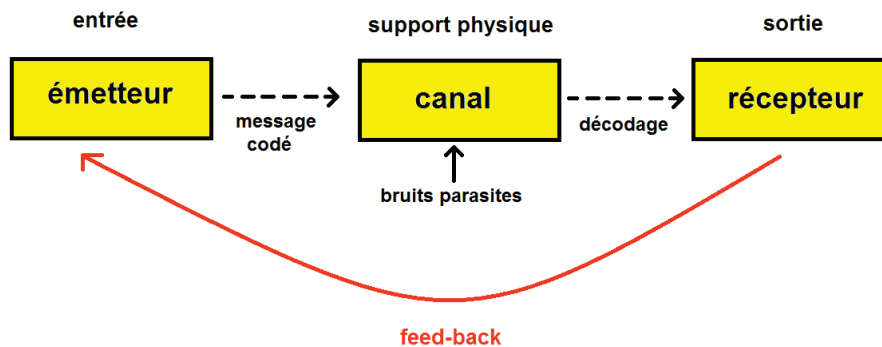 entrée
support physique
sortie
émetteur
message
codé
canal
décodage
récepteur
bruits parasites
feed-back